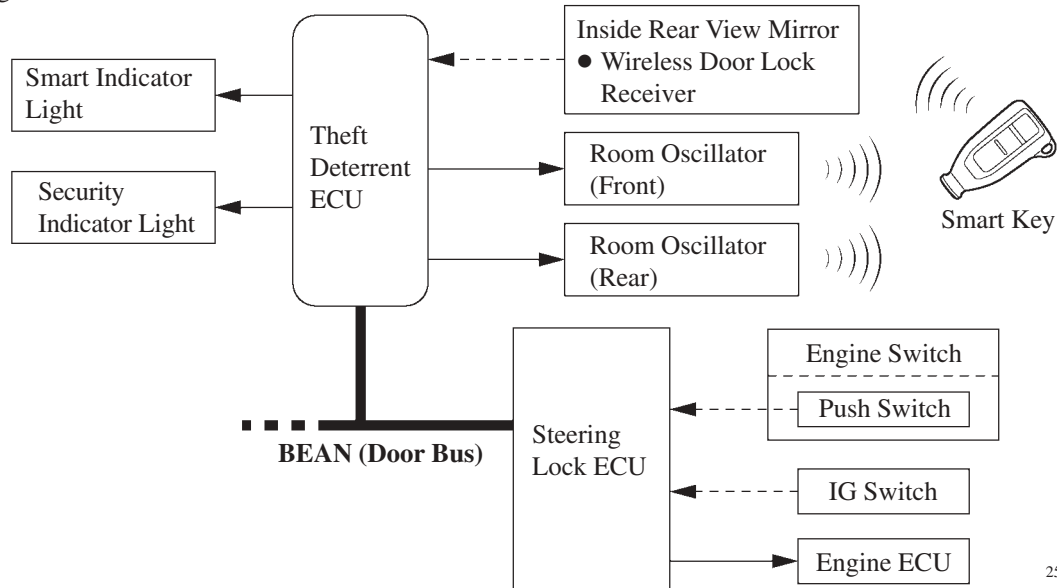 Inside Rear View Mirror
● Wireless Door Lock
Receiver
Smart Indicator
Light
Theft
Deterrent
ECU
Room Oscillator
(Front)
Smart Key
Security
Indicator Light
Room Oscillator
(Rear)
Engine Switch
Push Switch
Steering
Lock ECU
BEAN (Door Bus)
IG Switch
Engine ECU